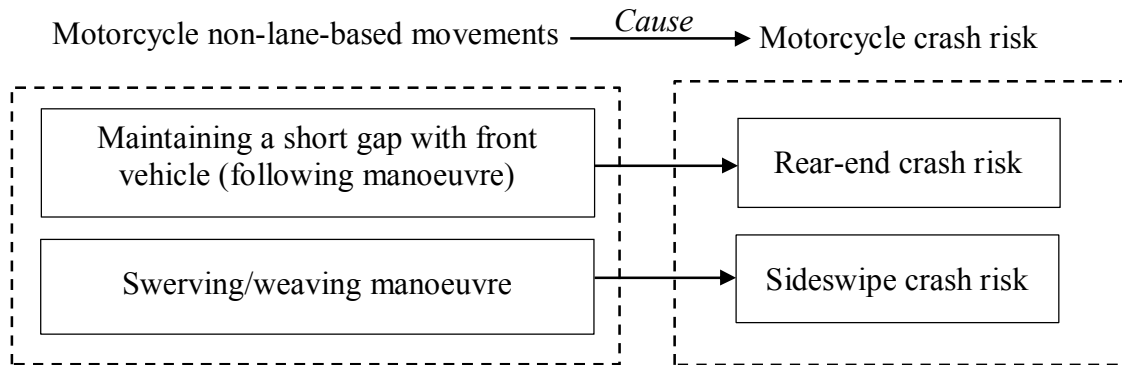 Motorcycle non-lane-based movements
Cause
Motorcycle crash risk
Maintaining a short gap with front
vehicle (following manoeuvre)
Rear-end crash risk
Swerving/weaving manoeuvre
Sideswipe crash risk